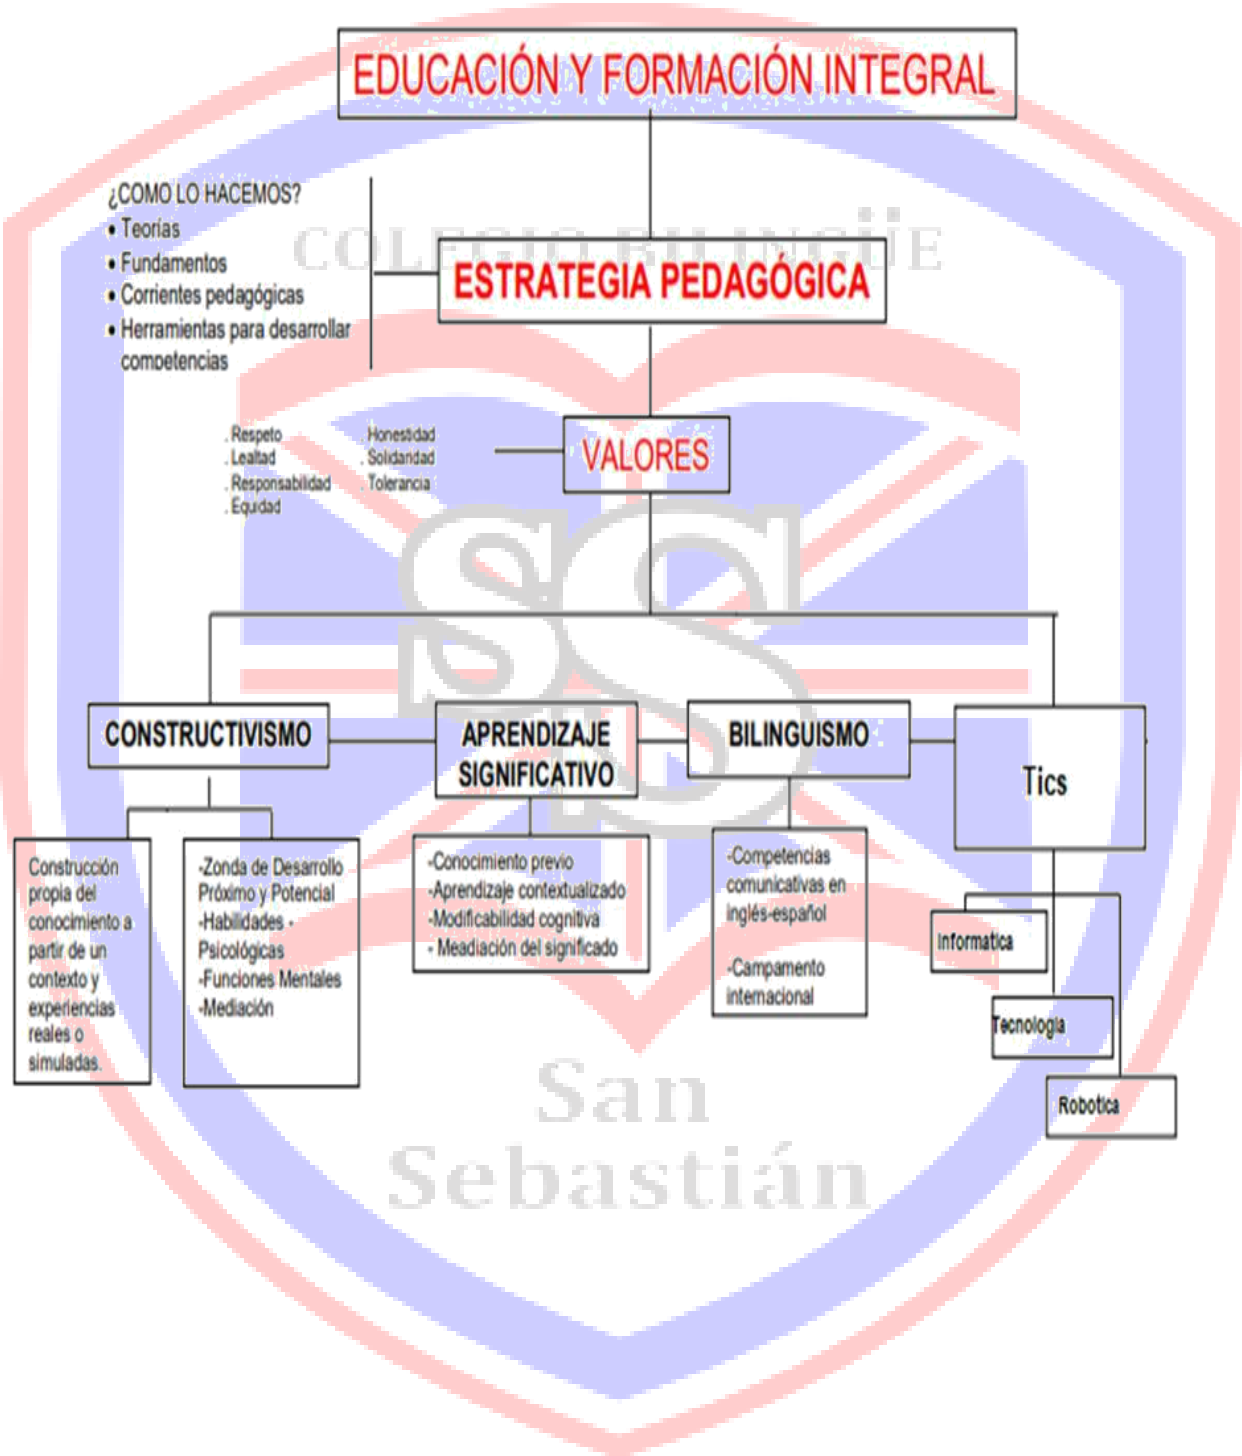 EDUCACIÓN Y FORMACIÓN INTEGRAL
¿COMO LO HACEMOS?
• Teorías
• Fundamentos
• Corrientes pedagógicas
• Herramientas para desarrollar
competencias
COLEGIO BILINGÜE
ESTRATEGIA PEDAGÓGICA
. Respeto
. Lealtad
. Responsabilidad
. Equidad
. Honestidad
. Solidaridad
. Tolerancia
VALORES
SS
CONSTRUCTIVISMO
APRENDIZAJE
SIGNIFICATIVO
BILINGUISMO
Tics
Construcción
propia del
conocimiento a
partir de un
contexto y
experiencias
reales o
simuladas.
-Zonda de Desarrollo
Próximo y Potencial
-Habilidades -
Psicológicas
-Funciones Mentales
-Mediación
-Conocimiento previo
-Aprendizaje contextualizado
-Modificabilidad cognitiva
- Meadiación del significado
-Competencias
comunicativas en
inglés-español
-Campamento
internacional
Informatica
Tecnologia
Robotica
San
Sebastián